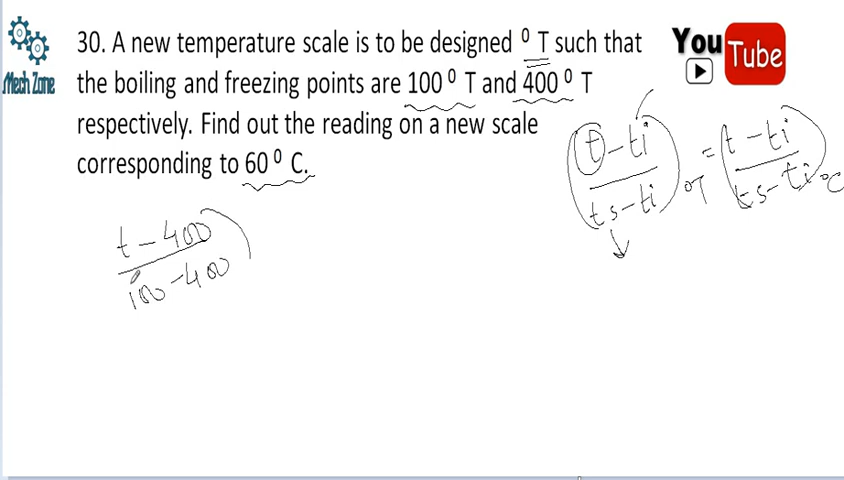 Mech Zone
30. A new temperature scale is to be designed ⁰ T such that
the boiling and freezing points are 100 ⁰ T and 400 ⁰ T
respectively. Find out the reading on a new scale
corresponding to 60 ⁰ C.
You Tube
(t - ti / ts - ti) °T = (t - ti / ts - ti) °C
t - 400 / 100 - 400)